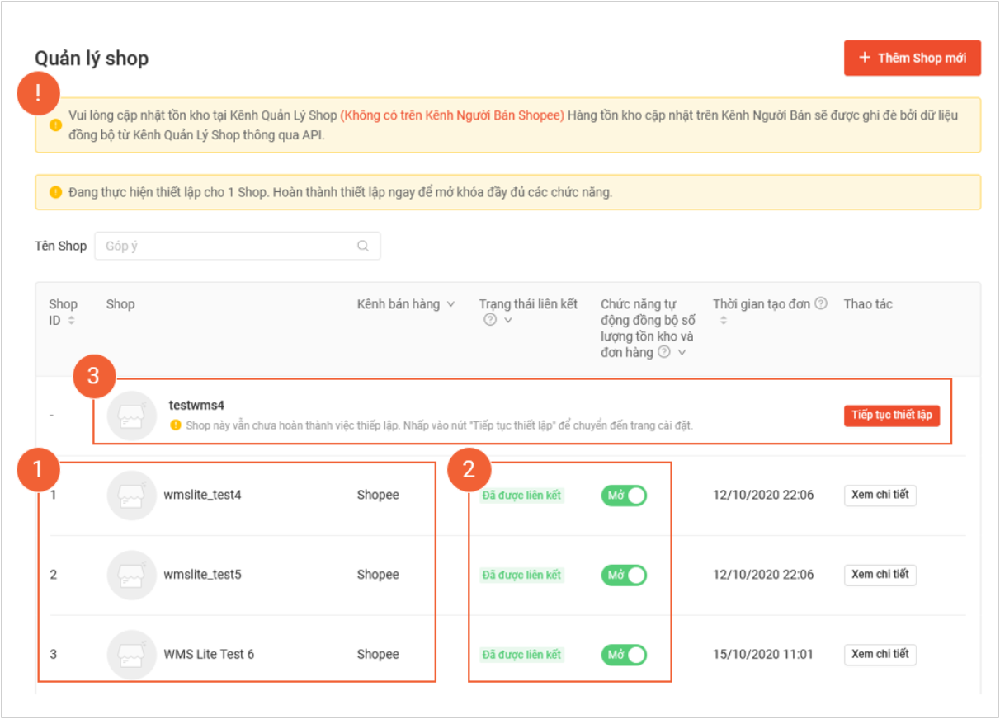 Quản lý shop
+ Thêm Shop mới
!
Vui lòng cập nhật tồn kho tại Kênh Quản Lý Shop (Không có trên Kênh Người Bán Shopee) Hàng tồn kho cập nhật trên Kênh Người Bán sẽ được ghi đè bởi dữ liệu
đồng bộ từ Kênh Quản Lý Shop thông qua API.
Đang thực hiện thiết lập cho 1 Shop. Hoàn thành thiết lập ngay để mở khóa đầy đủ các chức năng.
Tên Shop Góp ý
Shop ID
Shop
Kênh bán hàng
Trạng thái liên kết
Chức năng tự
động đồng bộ số
lượng tồn kho và
đơn hàng
Thời gian tạo đơn
Thao tác
3
- testwms4
Shop này vẫn chưa hoàn thành việc thiếp lập. Nhấp vào nút "Tiếp tục thiết lập" để chuyển đến trang cài đặt.
Tiếp tục thiết lập
1
2
1 wmslite_test4 Shopee Đã được liên kết Mở 12/10/2020 22:06 Xem chi tiết
2 wmslite_test5 Shopee Đã được liên kết Mở 12/10/2020 22:06 Xem chi tiết
3 WMS Lite Test 6 Shopee Đã được liên kết Mở 15/10/2020 11:01 Xem chi tiết